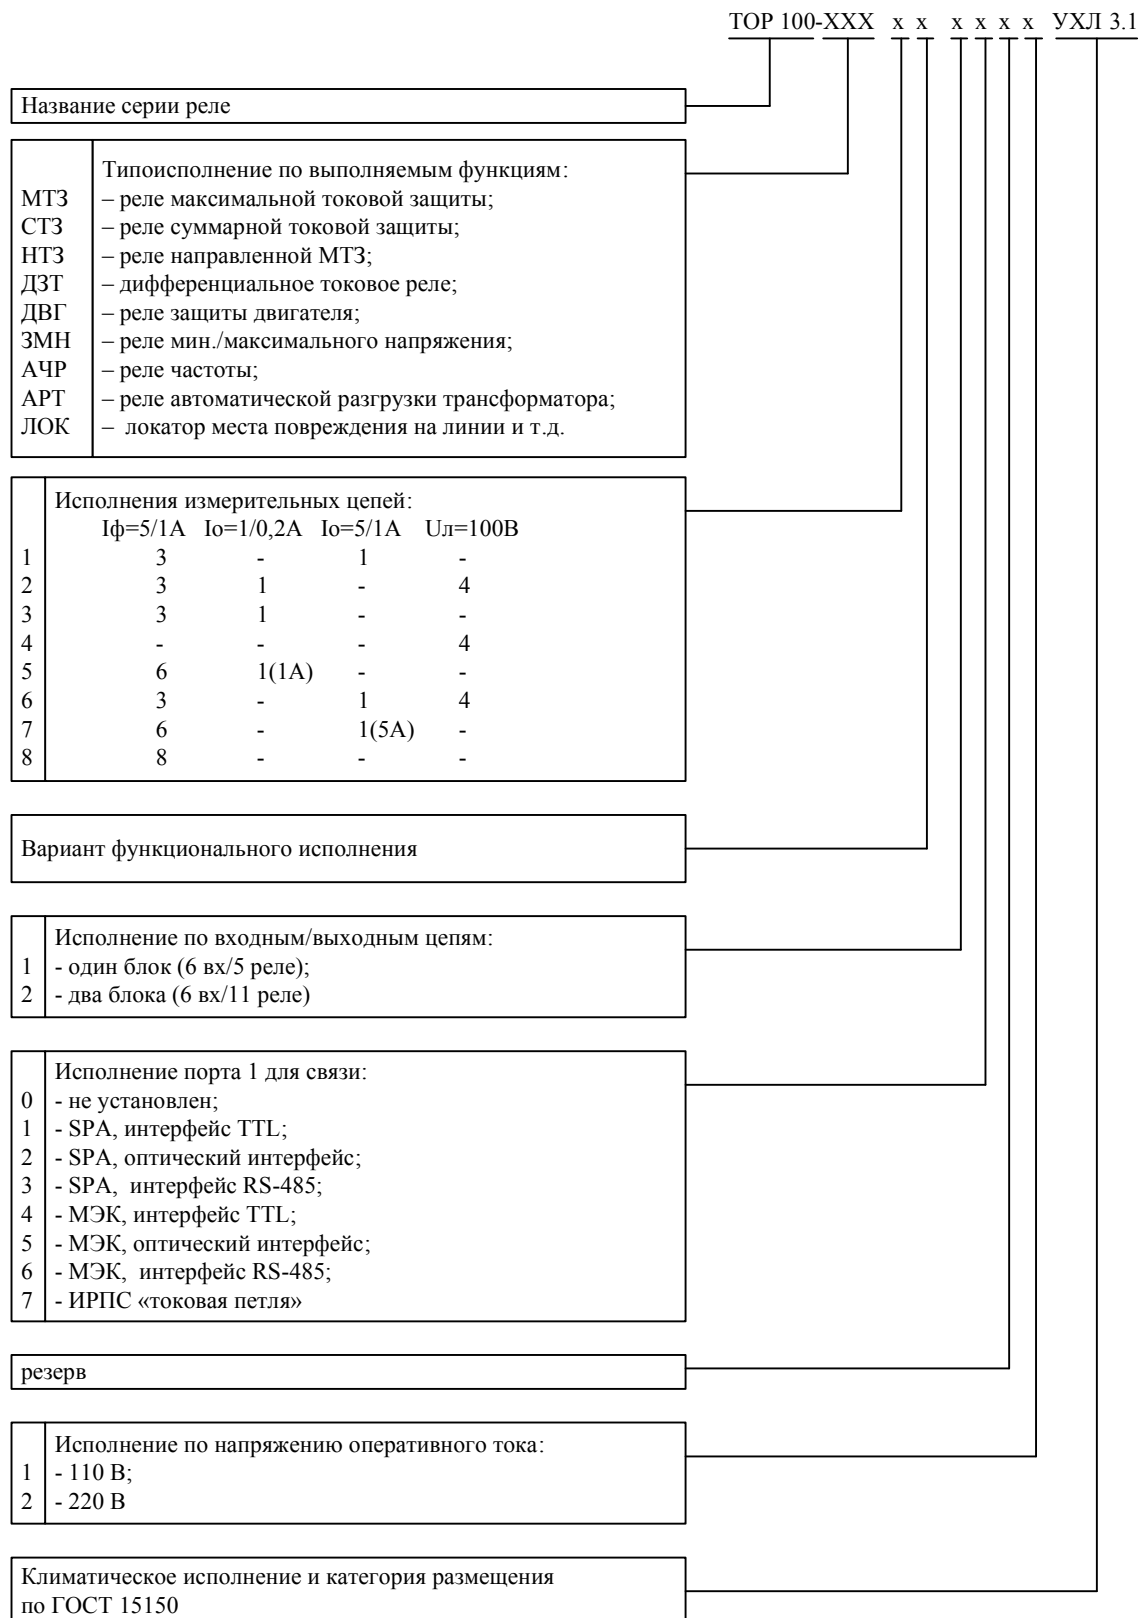 ТОР 100-ХХХ х х х х х х УХЛ 3.1
Название серии реле
Типоисполнение по выполняемым функциям:
МТЗ – реле максимальной токовой защиты;
СТЗ – реле суммарной токовой защиты;
НТЗ – реле направленной МТЗ;
ДЗТ – дифференциальное токовое реле;
ДВГ – реле защиты двигателя;
ЗМН – реле мин./максимального напряжения;
АЧР – реле частоты;
АРТ – реле автоматической разгрузки трансформатора;
ЛОК – локатор места повреждения на линии и т.д.
Исполнения измерительных цепей:
Iф=5/1А Iо=1/0,2А Iо=5/1А Uл=100В
1 3 - 1 -
2 3 1 - 4
3 3 1 - -
4 - - - 4
5 6 1(1А) - -
6 3 - 1 4
7 6 - 1(5А) -
8 8 - - -
Вариант функционального исполнения
Исполнение по входным/выходным цепям:
1 - один блок (6 вх/5 реле);
2 - два блока (6 вх/11 реле)
Исполнение порта 1 для связи:
0 - не установлен;
1 - SPA, интерфейс TTL;
2 - SPA, оптический интерфейс;
3 - SPA, интерфейс RS-485;
4 - МЭК, интерфейс TTL;
5 - МЭК, оптический интерфейс;
6 - МЭК, интерфейс RS-485;
7 - ИРПС «токовая петля»
резерв
Исполнение по напряжению оперативного тока:
1 - 110 В;
2 - 220 В
Климатическое исполнение и категория размещения
по ГОСТ 15150